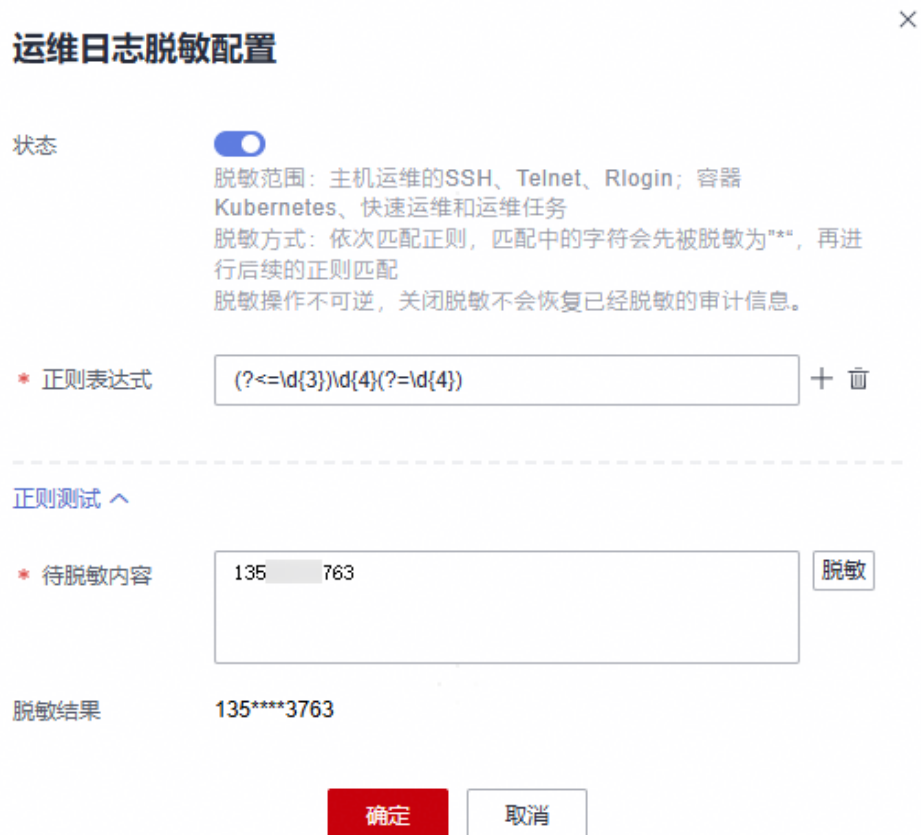 运维日志脱敏配置
状态
脱敏范围：主机运维的SSH、Telnet、Rlogin；容器
Kubernetes、快速运维和运维任务
脱敏方式：依次匹配正则，匹配中的字符会先被脱敏为"*“，再进
行后续的正则匹配
脱敏操作不可逆，关闭脱敏不会恢复已经脱敏的审计信息。
* 正则表达式
(?<=\d{3})\d{4}(?=\d{4})
正则测试
* 待脱敏内容
135 763
脱敏
脱敏结果
135****3763
确定
取消